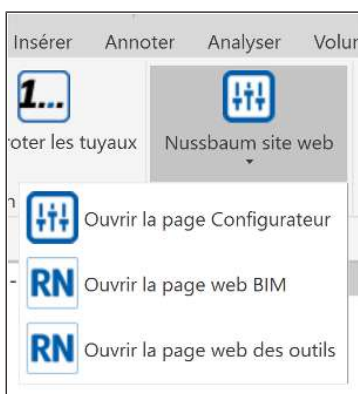 Insérer Annoter Analyser
1...
les tuyaux Nussbaum site web
Ouvrir la page Configurateur
RN Ouvrir la page web BIM
RN Ouvrir la page web des outils